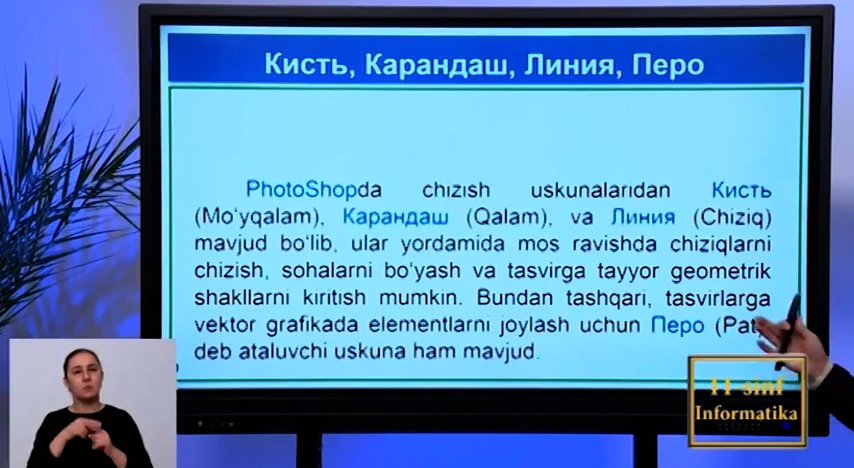 Кисть, Карандаш, Линия, Перо
PhotoShopda chizish uskunalaridan Кисть
(Mo'yqalam), Карандаш (Qalam), va Линия (Chiziq)
mavjud bo'lib, ular yordamida mos ravishda chiziqlarni
chizish, sohalarni bo'yash va tasvirga tayyor geometrik
shakllarni kiritish mumkin. Bundan tashqari, tasvirlarga
vektor grafikada elementlarni joylash uchun Перо
deb ataluvchi uskuna ham mavjud.
11 sinf
Informatika